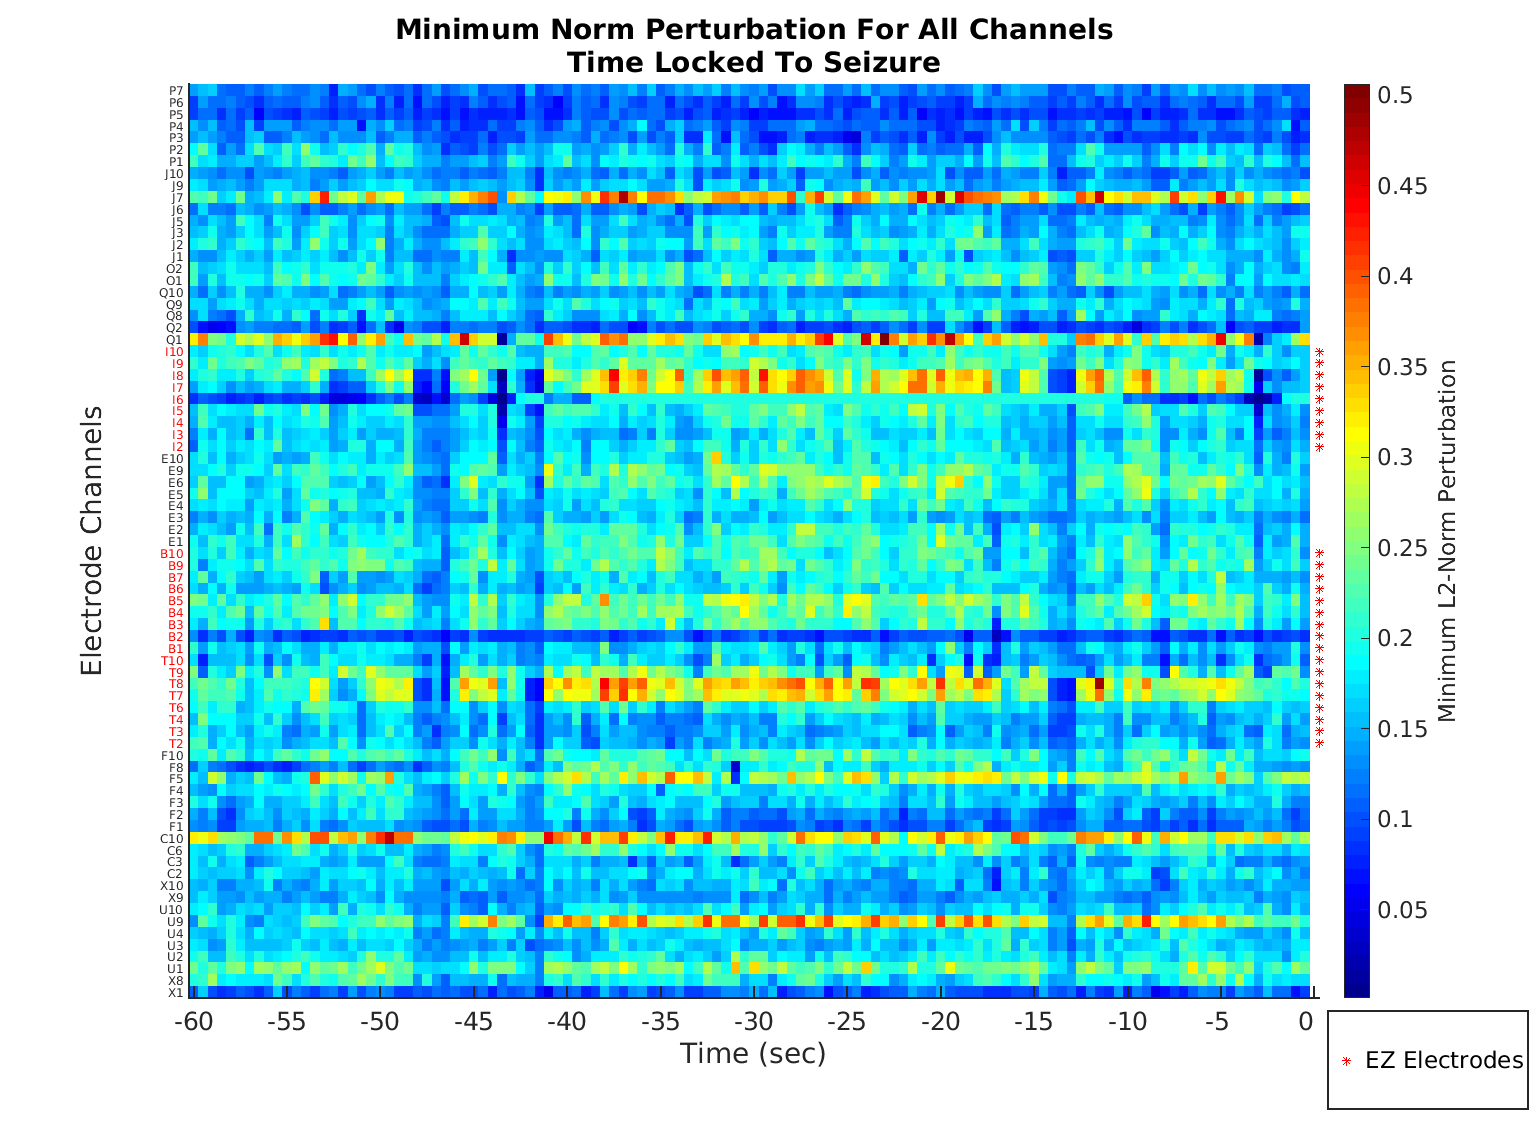 Minimum Norm Perturbation For All Channels
Time Locked To Seizure
Electrode Channels
P7
P6
P5
P4
P3
P2
P1
J10
J9
J7
J6
J5
J3
J2
J1
O2
O1
Q10
Q9
Q8
Q2
Q1
I10
I9
I8
I7
I6
I5
I4
I3
I2
E10
E9
E6
E5
E4
E3
E2
E1
B10
B9
B7
B6
B5
B4
B3
B2
B1
T10
T9
T8
T7
T6
T4
T3
T2
F10
F8
F5
F4
F3
F2
F1
C10
C6
C3
C2
X10
X9
U10
U9
U4
U3
U2
U1
X8
X1
-60 -55 -50 -45 -40 -35 -30 -25 -20 -15 -10 -5 0
Time (sec)
0.5
0.45
0.4
0.35
0.3
0.25
0.2
0.15
0.1
0.05
Minimum L2-Norm Perturbation
EZ Electrodes